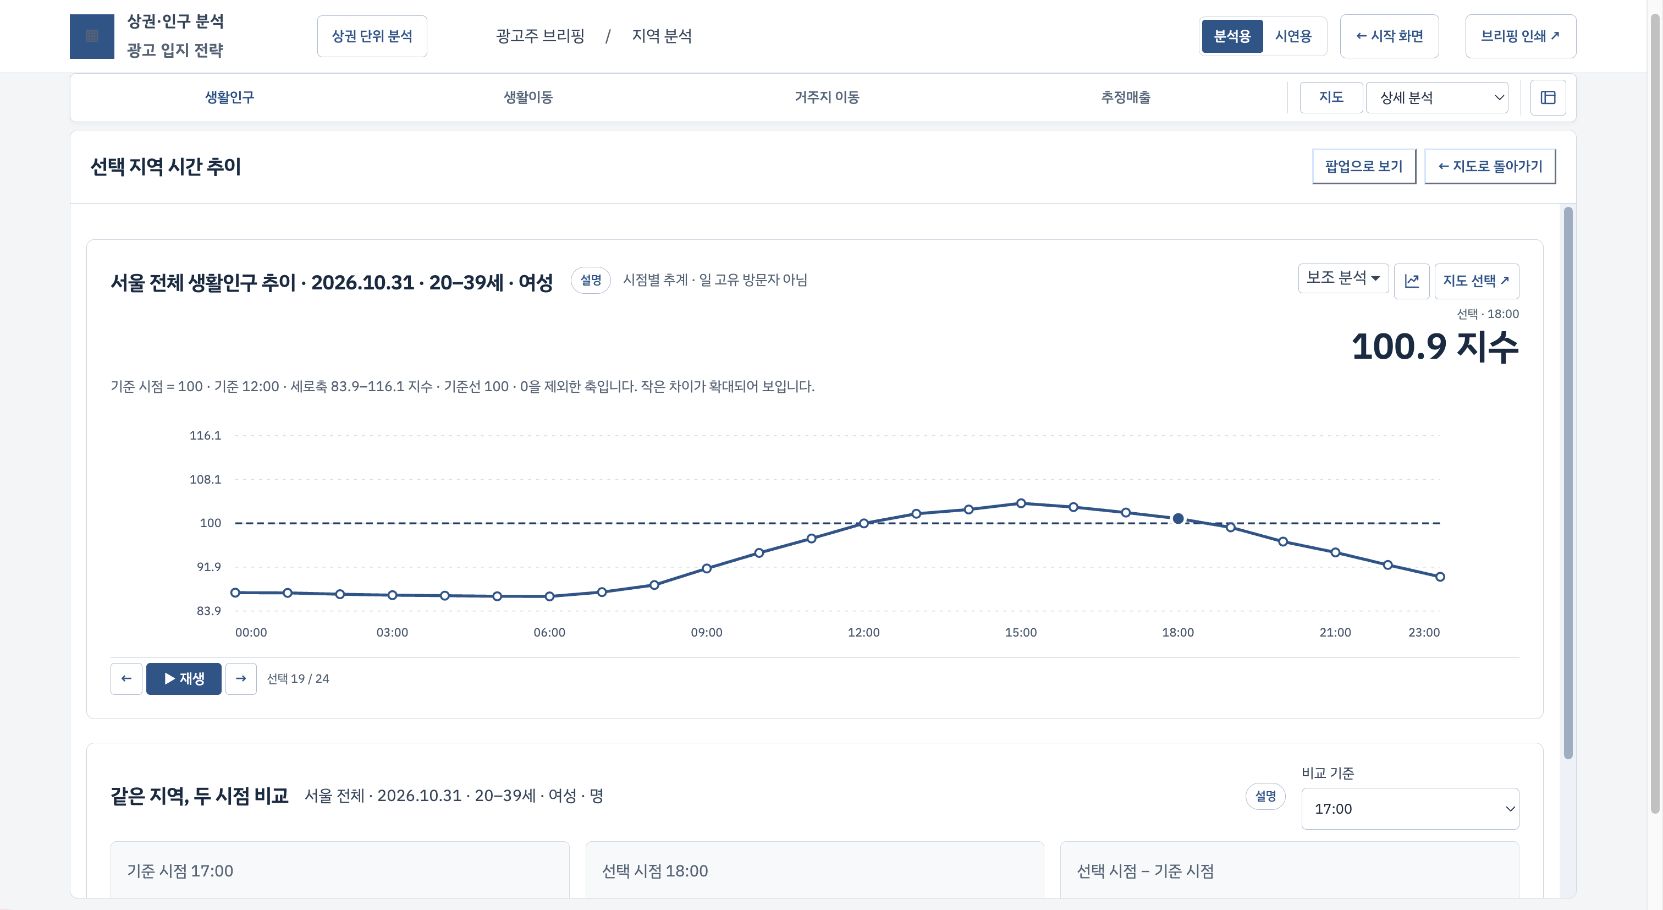 상권·인구 분석
광고 입지 전략
상권 단위 분석
광고주 브리핑 / 지역 분석
분석용 시연용
← 시작 화면
브리핑 인쇄 ↗
생활인구 생활이동 거주지 이동 추정매출
지도
상세 분석
선택 지역 시간 추이
팝업으로 보기
← 지도로 돌아가기
서울 전체 생활인구 추이 · 2026.10.31 · 20–39세 · 여성
설명
시점별 추계 · 일 고유 방문자 아님
보조 분석
지도 선택 ↗
선택 · 18:00
100.9 지수
기준 시점 = 100 · 기준 12:00 · 세로축 83.9–116.1 지수 · 기준선 100 · 0을 제외한 축입니다. 작은 차이가 확대되어 보입니다.
116.1
108.1
100
91.9
83.9
00:00 03:00 06:00 09:00 12:00 15:00 18:00 21:00 23:00
← ▶ 재생 → 선택 19 / 24
같은 지역, 두 시점 비교
서울 전체 · 2026.10.31 · 20–39세 · 여성 · 명
설명
비교 기준
17:00
기준 시점 17:00
선택 시점 18:00
선택 시점 − 기준 시점